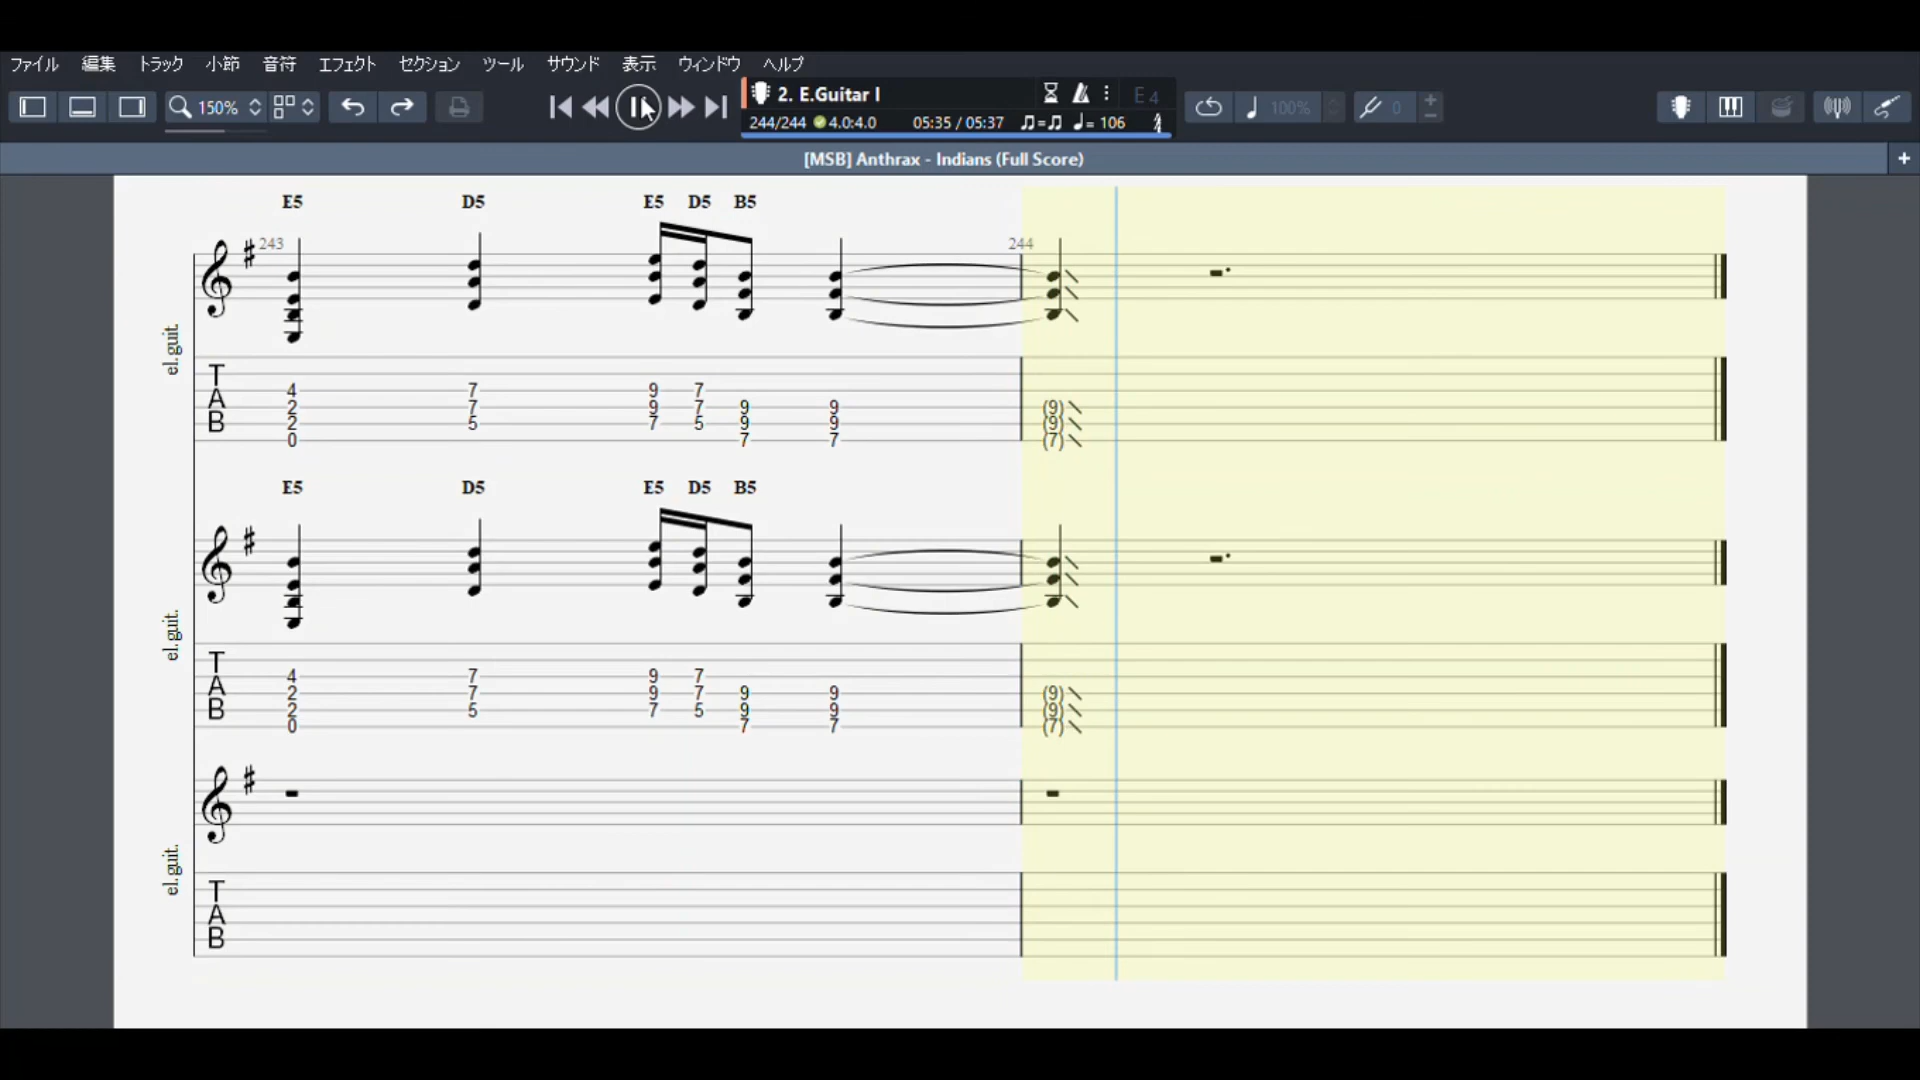 ファイル 編集 トラック 小節 音符 エフェクト セクション ツール サウンド 表示 ウィンドウ ヘルプ
150% 2. E.Guitar I E 4 100% 0
244/244 4.0:4.0 05:35 / 05:37 ♫=♫ ♩= 106
[MSB] Anthrax - Indians (Full Score) +
E5 D5 E5 D5 B5
243 244
el.guit.
T 4 7 9 7
A 2 7 9 7 9 9 (9)
B 2 5 7 5 9 9 (9)
0 7 7 (7)
E5 D5 E5 D5 B5
el.guit.
T 4 7 9 7
A 2 7 9 7 9 9 (9)
B 2 5 7 5 9 9 (9)
0 7 7 (7)
el.guit.
T
A
B